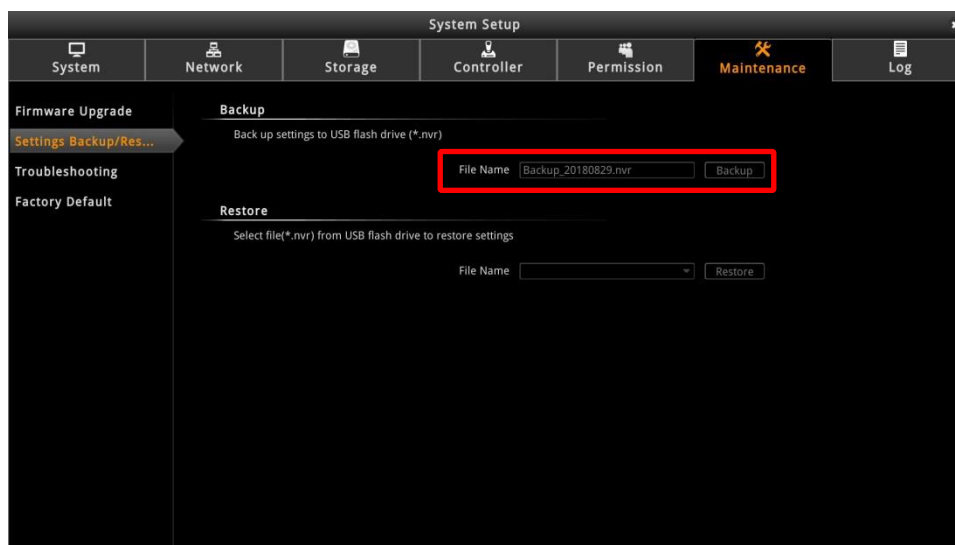 System Setup
System Network Storage Controller Permission Maintenance Log
Firmware Upgrade
Settings Backup/Res...
Troubleshooting
Factory Default
Backup
Back up settings to USB flash drive (*.nvr)
File Name Backup_20180829.nvr Backup
Restore
Select file(*.nvr) from USB flash drive to restore settings
File Name Restore